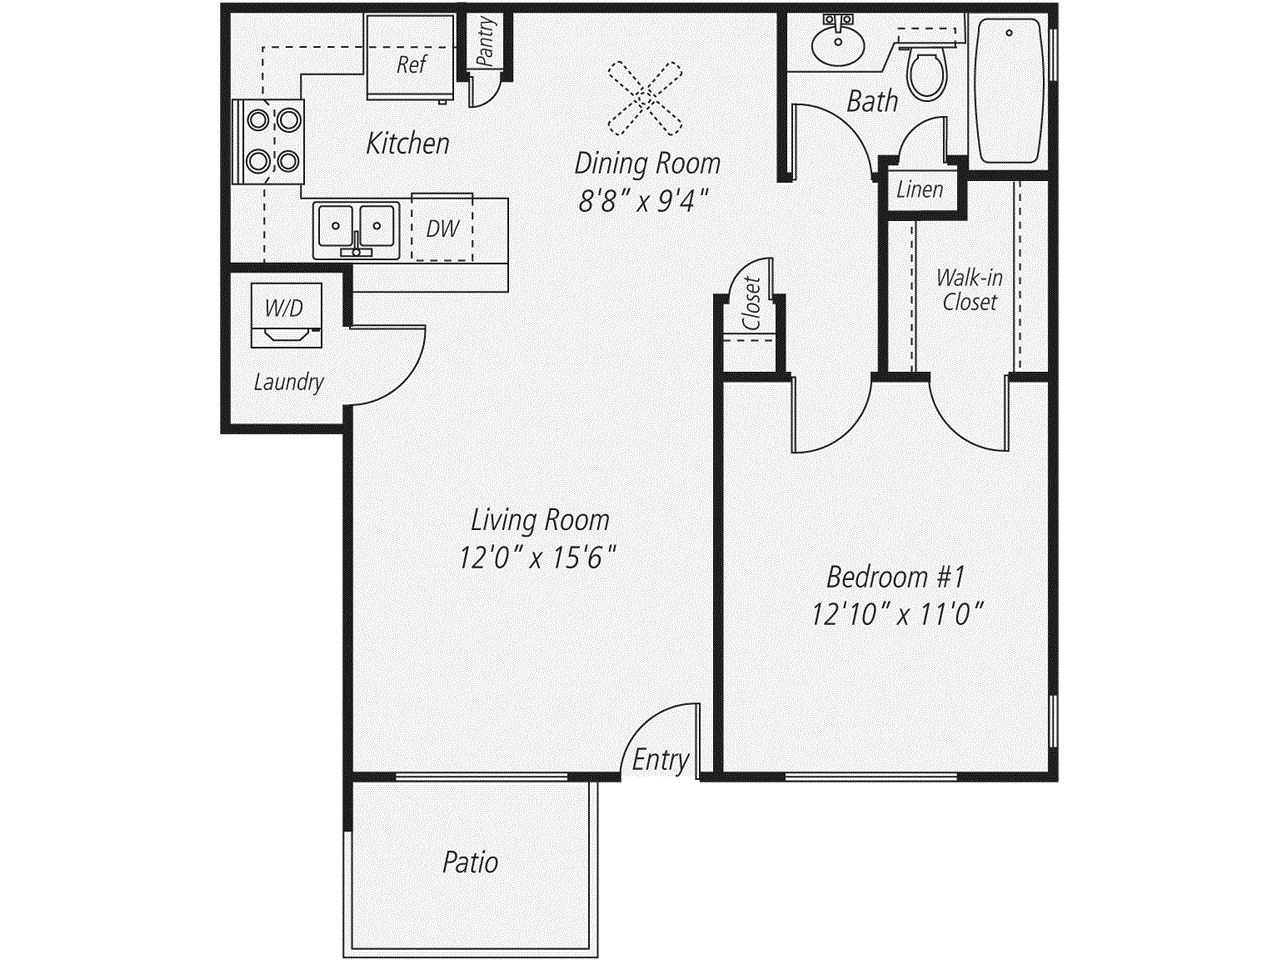 Pantry
Ref
Kitchen
Bath
Dining Room
8'8" x 9'4"
Linen
DW
Walk-in
Closet
Closet
W/D
Laundry
Living Room
12'0" x 15'6"
Bedroom #1
12'10" x 11'0"
Entry
Patio